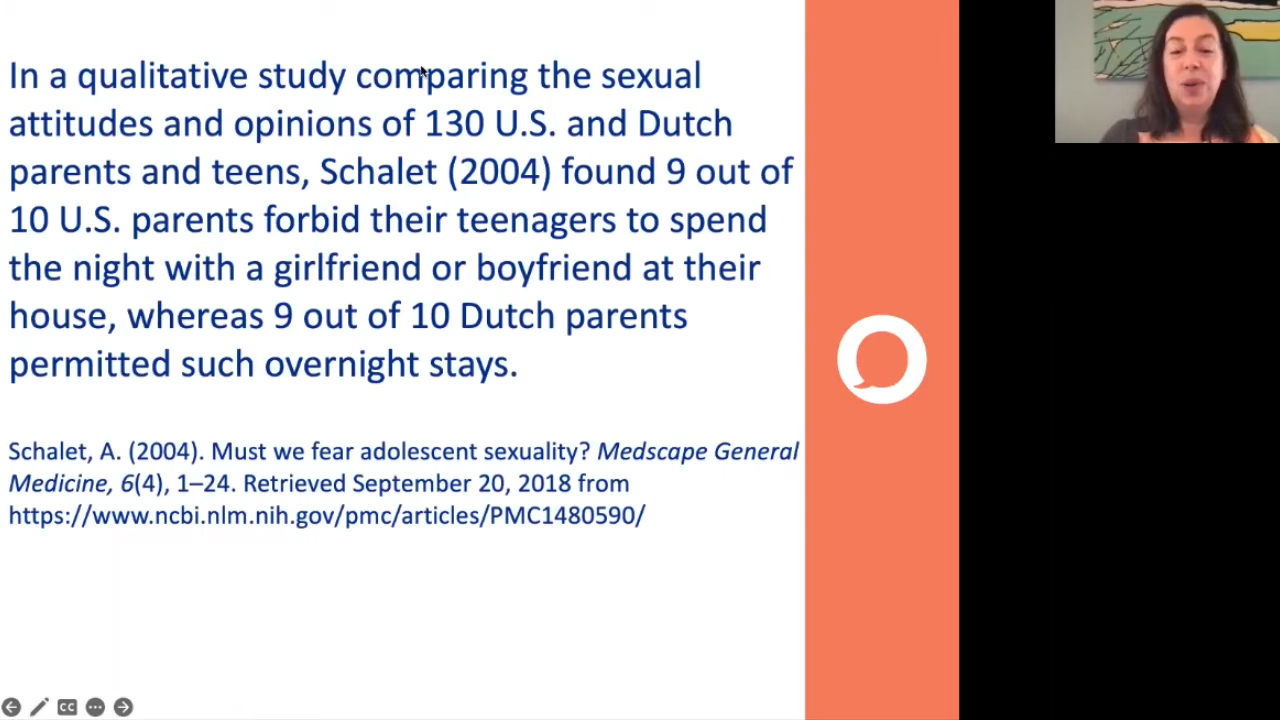 In a qualitative study comparing the sexual
attitudes and opinions of 130 U.S. and Dutch
parents and teens, Schalet (2004) found 9 out of
10 U.S. parents forbid their teenagers to spend
the night with a girlfriend or boyfriend at their
house, whereas 9 out of 10 Dutch parents
permitted such overnight stays.
Schalet, A. (2004). Must we fear adolescent sexuality? Medscape General
Medicine, 6(4), 1–24. Retrieved September 20, 2018 from
https://www.ncbi.nlm.nih.gov/pmc/articles/PMC1480590/
CC